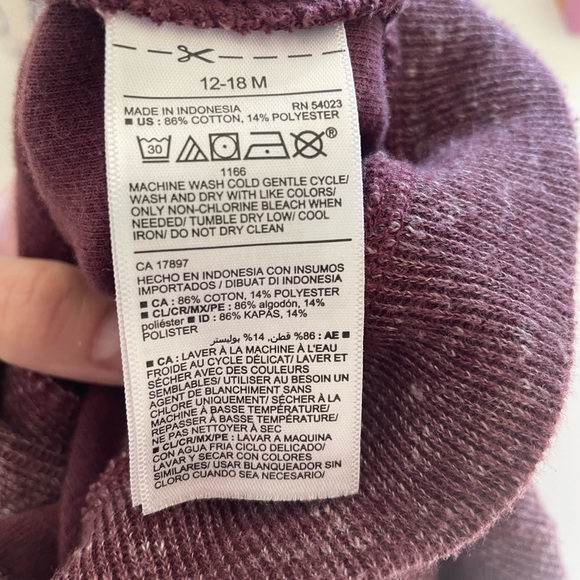 12-18 M
MADE IN INDONESIA RN 54023
■ US : 86% COTTON, 14% POLYESTER
30 ®
1166
MACHINE WASH COLD GENTLE CYCLE/
WASH AND DRY WITH LIKE COLORS/
ONLY NON-CHLORINE BLEACH WHEN
NEEDED/ TUMBLE DRY LOW/ COOL
IRON/ DO NOT DRY CLEAN
CA 17897
HECHO EN INDONESIA CON INSUMOS
IMPORTADOS / DIBUAT DI INDONESIA
■ CA : 86% COTON, 14% POLYESTER
■ CL/CR/MX/PE : 86% algodón, 14%
poliéster ■ ID : 86% KAPAS, 14%
POLISTER
■ AE : 86% قطن, 14% بوليستر
■ CA : LAVER À LA MACHINE À L'EAU
FROIDE AU CYCLE DÉLICAT/ LAVER ET
SÉCHER AVEC DES COULEURS
SEMBLABLES/ UTILISER AU BESOIN UN
AGENT DE BLANCHIMENT SANS
CHLORE UNIQUEMENT/ SÉCHER À LA
MACHINE À BASSE TEMPÉRATURE/
REPASSER À BASSE TEMPÉRATURE/
NE PAS NETTOYER À SEC
■ CL/CR/MX/PE : LAVAR A MAQUINA
CON AGUA FRIA CICLO DELICADO/
LAVAR Y SECAR CON COLORES
SIMILARES/ USAR BLANQUEADOR SIN
CLORO CUANDO SEA NECESARIO/